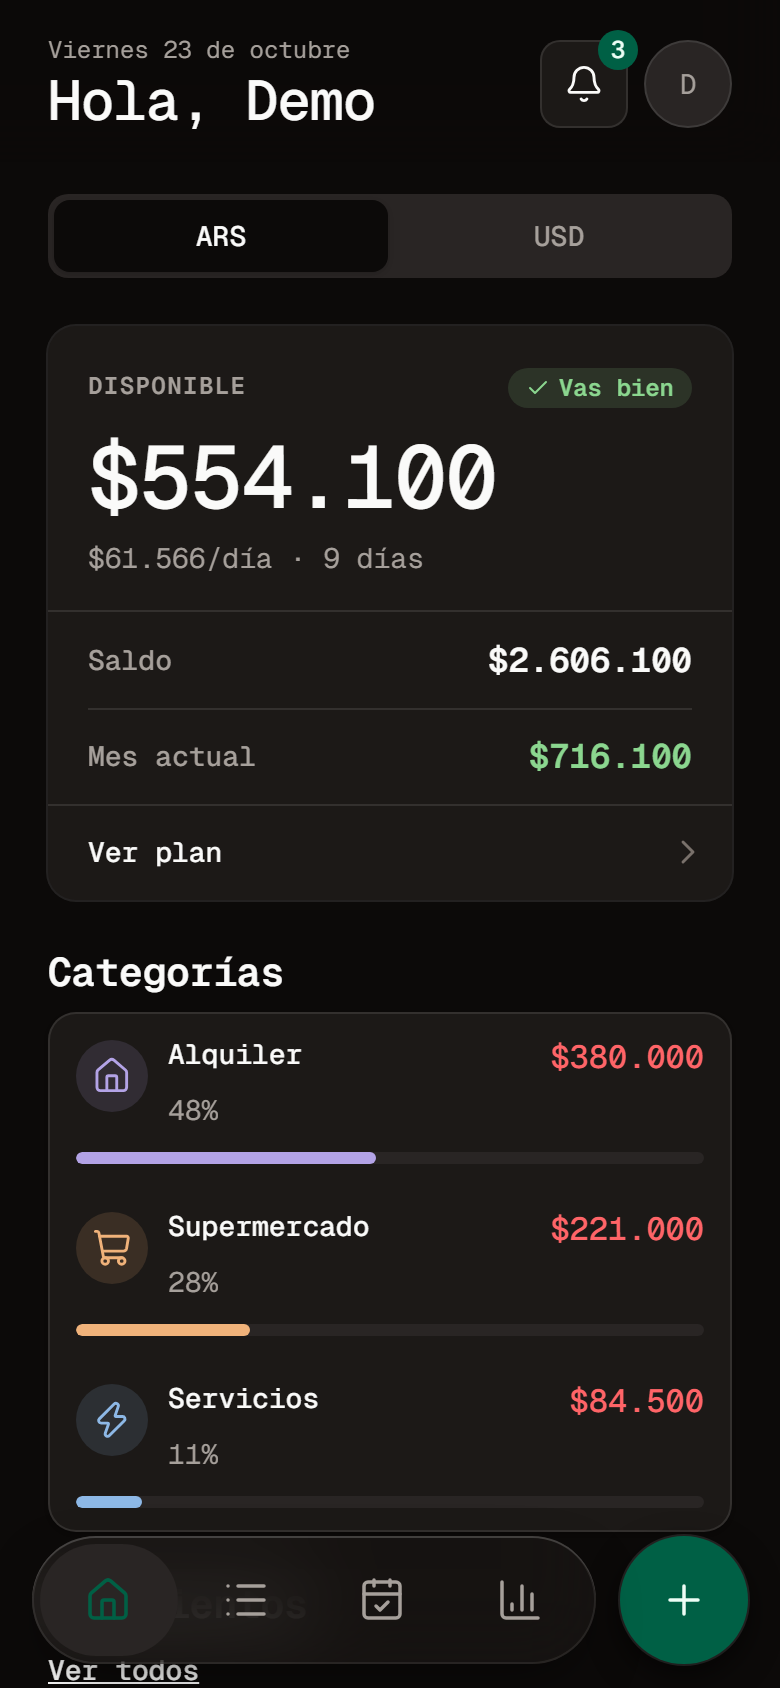 Viernes 23 de octubre
Hola, Demo
3
D
ARS
USD
DISPONIBLE
Vas bien
$554.100
$61.566/día · 9 días
Saldo
$2.606.100
Mes actual
$716.100
Ver plan
Categorías
Alquiler
$380.000
48%
Supermercado
$221.000
28%
Servicios
$84.500
11%
Ver todos